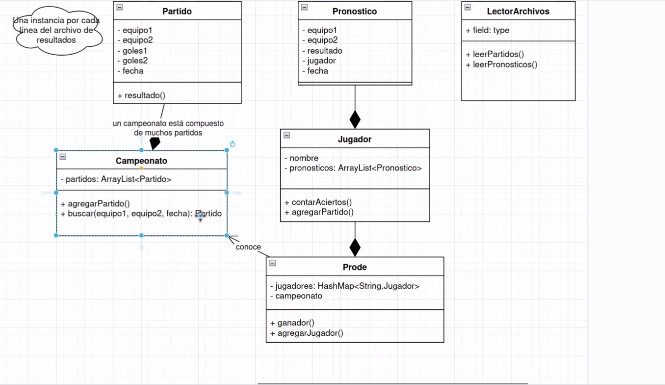 Una instancia por cada
línea del archivo de
resultados
Partido
- equipo1
- equipo2
- goles1
- goles2
- fecha
+ resultado()
Pronostico
- equipo1
- equipo2
- resultado
- jugador
- fecha
LectorArchivos
+ field: type
+ leerPartidos()
+ leerPronosticos()
un campeonato está compuesto
de muchos partidos
Campeonato
- partidos: ArrayList<Partido>
+ agregarPartido()
+ buscar(equipo1, equipo2, fecha): Partido
Jugador
- nombre
- pronosticos: ArrayList<Pronostico>
+ contarAciertos()
+ agregarPartido()
conoce
Prode
- jugadores: HashMap<String,Jugador>
- campeonato
+ ganador()
+ agregarJugador()